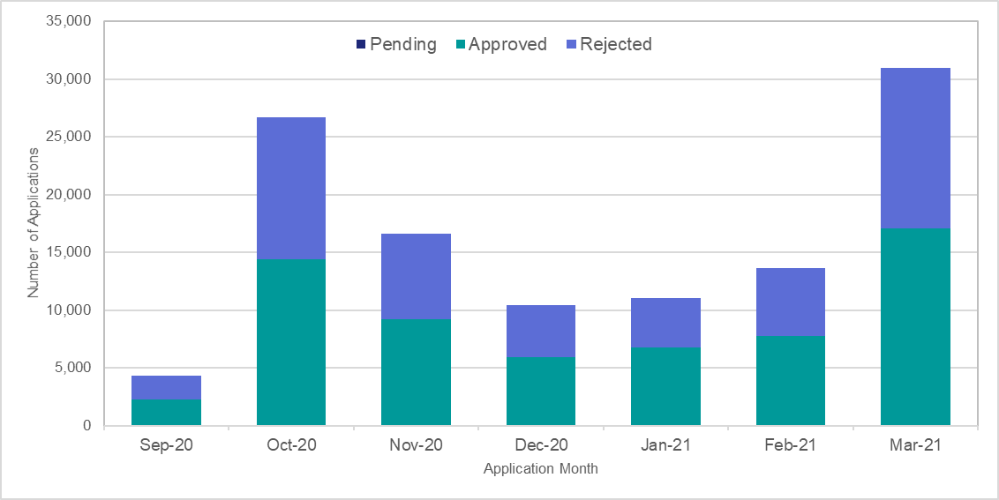 35,000
Pending Approved Rejected
30,000
25,000
20,000
15,000
10,000
5,000
0
Number of Applications
Sep-20 Oct-20 Nov-20 Dec-20 Jan-21 Feb-21 Mar-21
Application Month